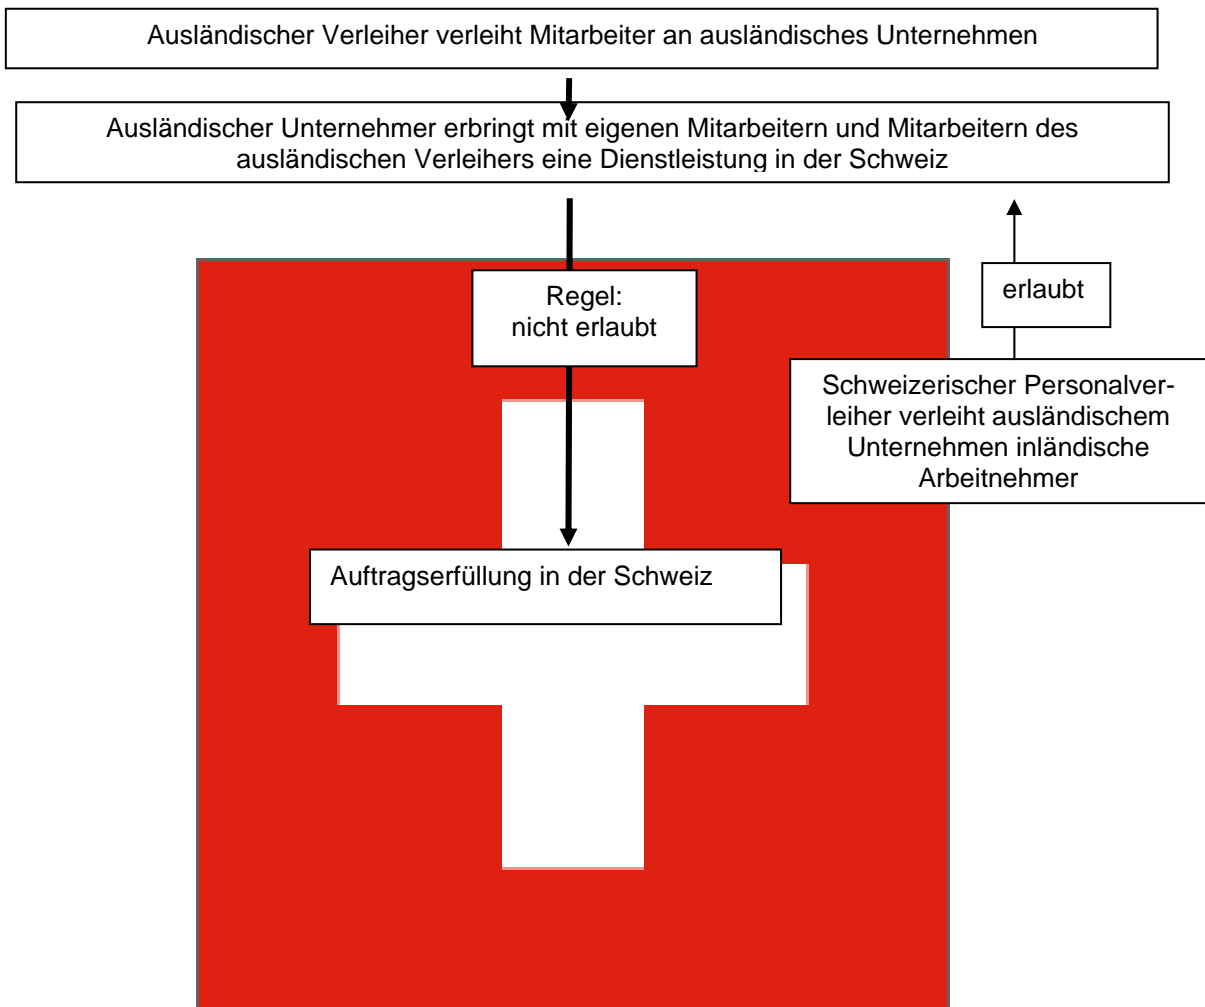 Ausländischer Verleiher verleiht Mitarbeiter an ausländisches Unternehmen
Ausländischer Unternehmer erbringt mit eigenen Mitarbeitern und Mitarbeitern des
ausländischen Verleihers eine Dienstleistung in der Schweiz
Regel:
nicht erlaubt
erlaubt
Schweizerischer Personalver-
leiher verleiht ausländischem
Unternehmen inländische
Arbeitnehmer
Auftragserfüllung in der Schweiz